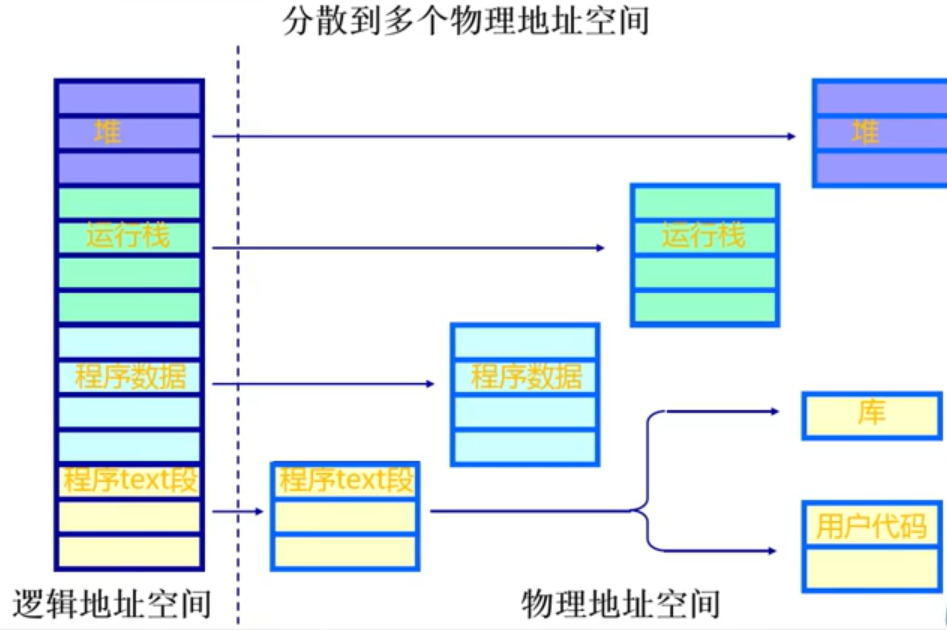 分散到多个物理地址空间
堆
堆
运行栈
运行栈
程序数据
程序数据
库
程序text段
程序text段
用户代码
逻辑地址空间
物理地址空间